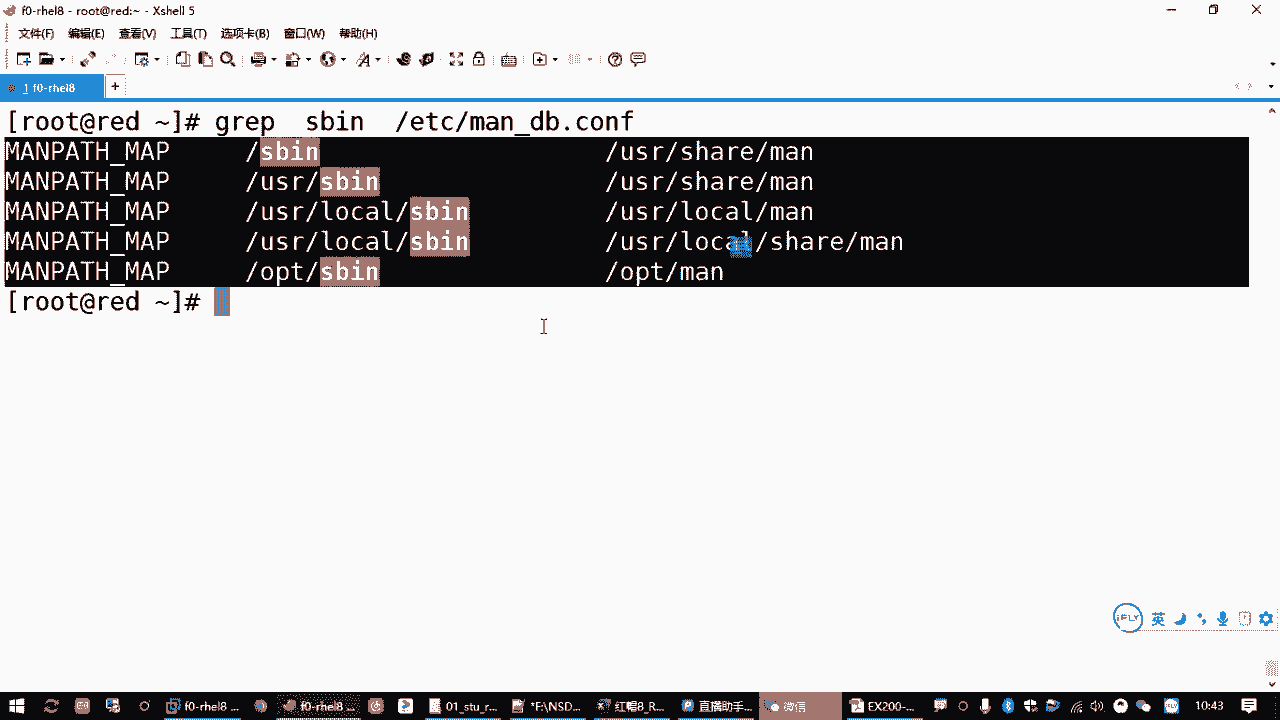 f0-rhel8 - root@red:~ - Xshell 5
文件(F) 编辑(E) 查看(V) 工具(T) 选项卡(B) 窗口(W) 帮助(H)
1 f0-rhel8 +
[root@red ~]# grep  sbin  /etc/man_db.conf
MANPATH_MAP     /sbin                   /usr/share/man
MANPATH_MAP     /usr/sbin               /usr/share/man
MANPATH_MAP     /usr/local/sbin         /usr/local/man
MANPATH_MAP     /usr/local/sbin         /usr/local/share/man
MANPATH_MAP     /opt/sbin               /opt/man
[root@red ~]#
iFLY 英
f0-rhel8 ... f0-rhel8 ... 01_stu_r... *F:\NSD... 红帽8_R... 直播助手... 微信 EX200-... 10:43